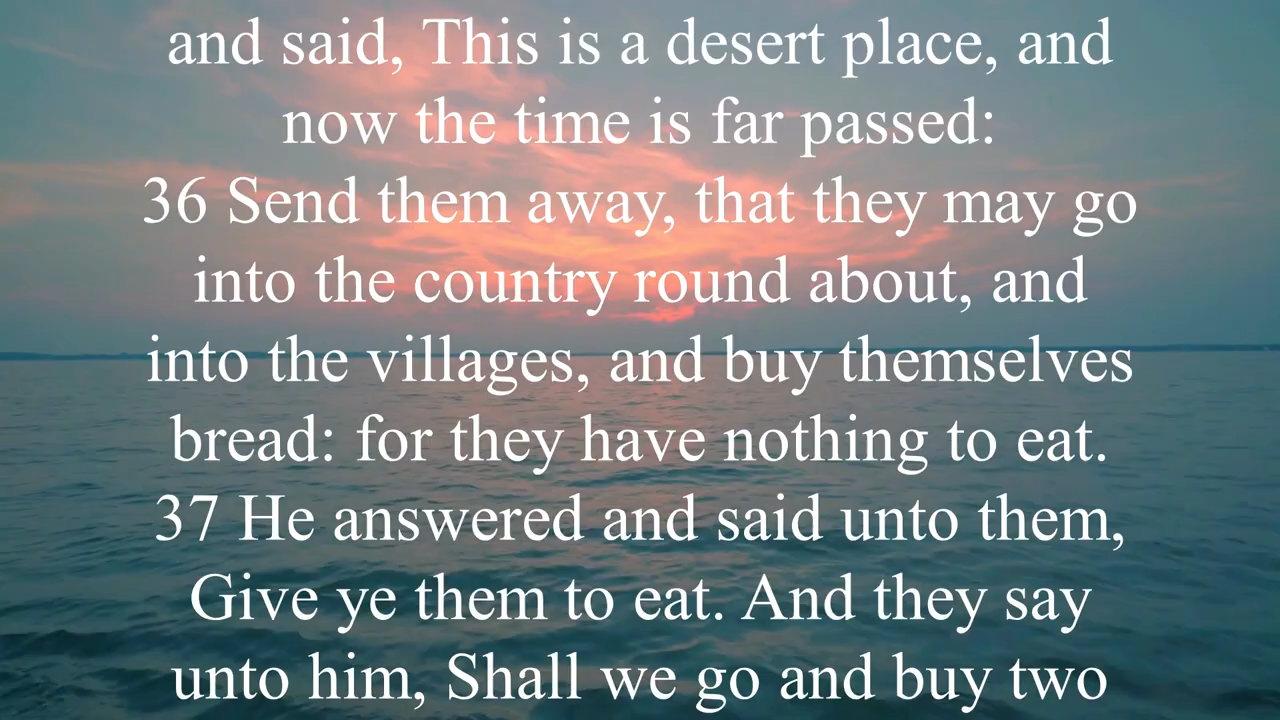 and said, This is a desert place, and
now the time is far passed:
36 Send them away, that they may go
into the country round about, and
into the villages, and buy themselves
bread: for they have nothing to eat.
37 He answered and said unto them,
Give ye them to eat. And they say
unto him, Shall we go and buy two